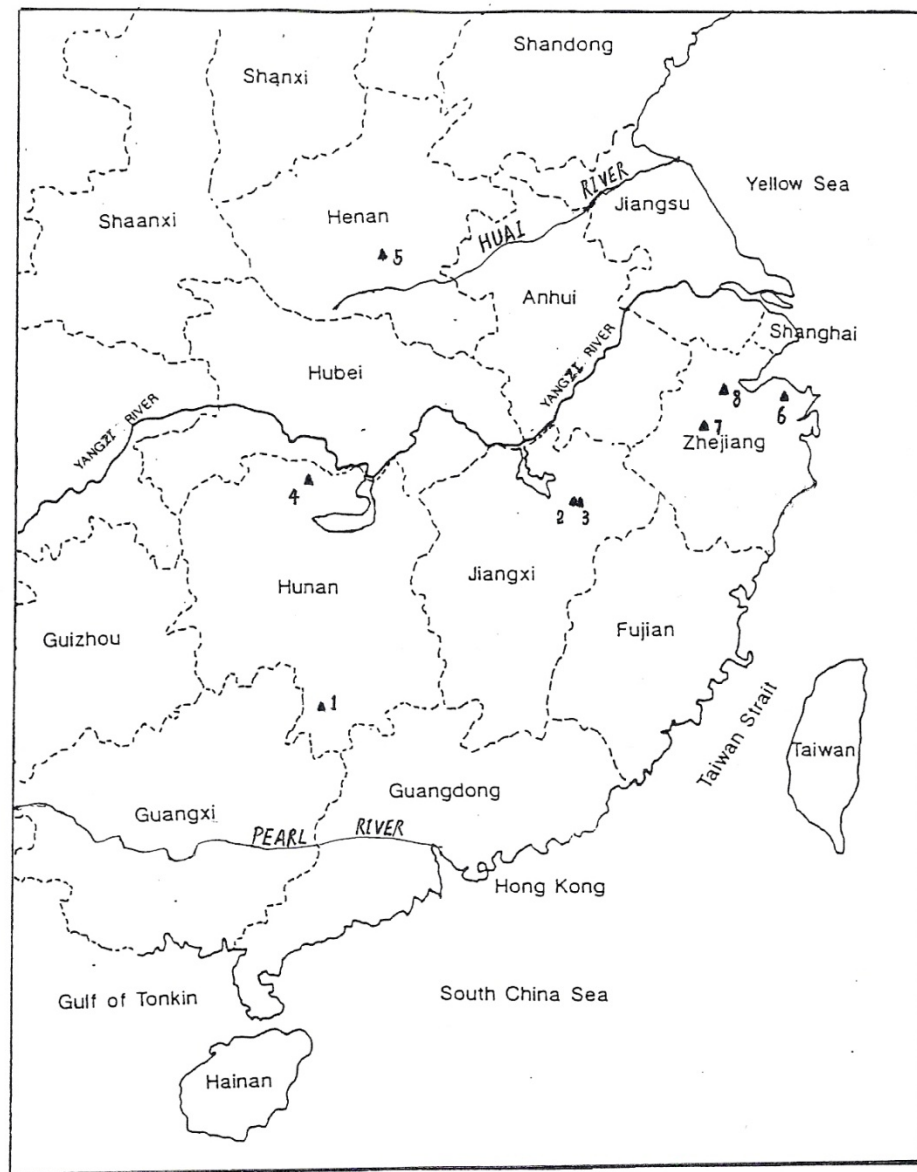 Shandong
Shanxi
RIVER
Yellow Sea
Henan
Jiangsu
Shaanxi
HUAI
5
Anhui
Shanghai
YANGZI RIVER
Hubei
8
6
YANGZI RIVER
7
Zhejiang
4
2 3
Jiangxi
Hunan
Fujian
Guizhou
1
Taiwan Strait
Taiwan
Guangdong
Guangxi
PEARL RIVER
Hong Kong
Gulf of Tonkin
South China Sea
Hainan